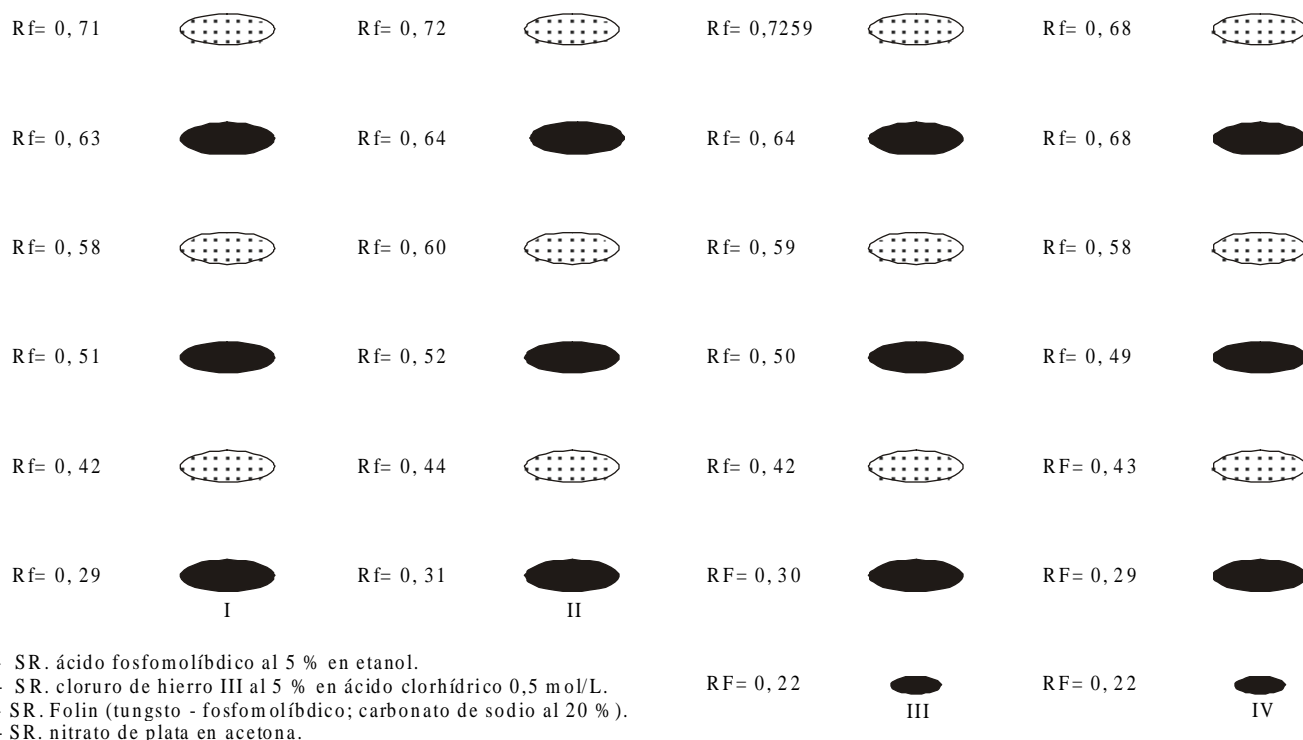 Rf= 0,71 Rf= 0,72 Rf= 0,7259 Rf= 0,68
Rf= 0,63 Rf= 0,64 Rf= 0,64 Rf= 0,68
Rf= 0,58 Rf= 0,60 Rf= 0,59 Rf= 0,58
Rf= 0,51 Rf= 0,52 Rf= 0,50 Rf= 0,49
Rf= 0,42 Rf= 0,44 Rf= 0,42 RF= 0,43
Rf= 0,29 Rf= 0,31 RF= 0,30 RF= 0,29
I II
- SR. ácido fosfomolíbdico al 5 % en etanol.
- SR. cloruro de hierro III al 5 % en ácido clorhídrico 0,5 mol/L.
- SR. Folin (tungsto - fosfomolíbdico; carbonato de sodio al 20 %).
- SR. nitrato de plata en acetona.
RF= 0,22 RF= 0,22
III IV